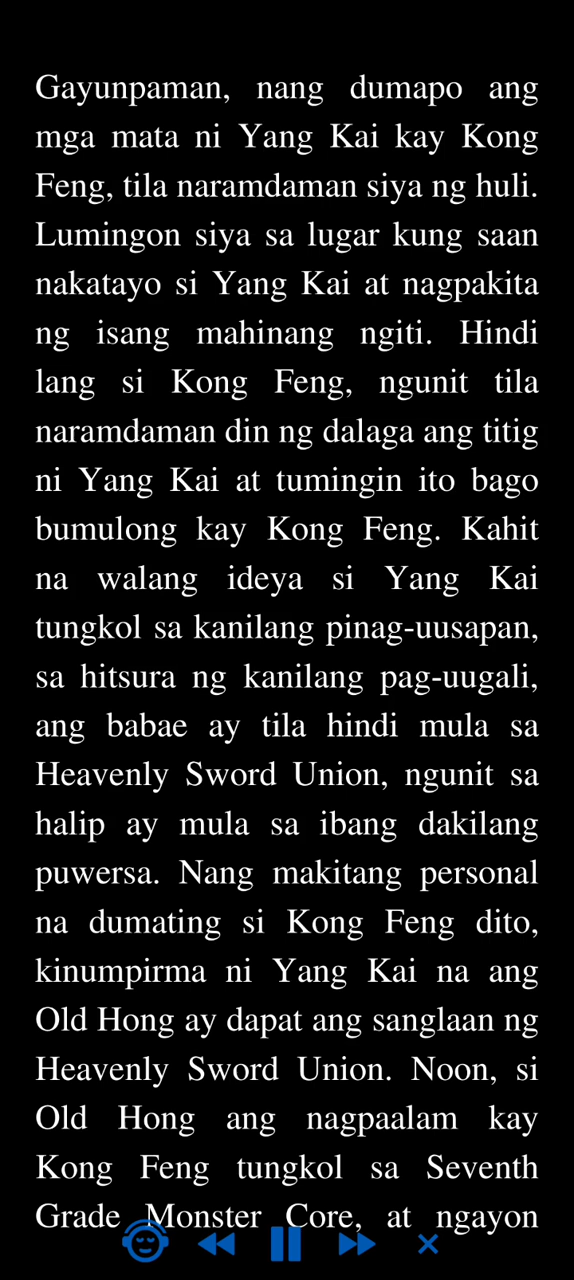 Gayunpaman, nang dumapo ang
mga mata ni Yang Kai kay Kong
Feng, tila naramdaman siya ng huli.
Lumingon siya sa lugar kung saan
nakatayo si Yang Kai at nagpakita
ng isang mahinang ngiti. Hindi
lang si Kong Feng, ngunit tila
naramdaman din ng dalaga ang titig
ni Yang Kai at tumingin ito bago
bumulong kay Kong Feng. Kahit
na walang ideya si Yang Kai
tungkol sa kanilang pinag-uusapan,
sa hitsura ng kanilang pag-uugali,
ang babae ay tila hindi mula sa
Heavenly Sword Union, ngunit sa
halip ay mula sa ibang dakilang
puwersa. Nang makitang personal
na dumating si Kong Feng dito,
kinumpirma ni Yang Kai na ang
Old Hong ay dapat ang sanglaan ng
Heavenly Sword Union. Noon, si
Old Hong ang nagpaalam kay
Kong Feng tungkol sa Seventh
Grade Monster Core, at ngayon